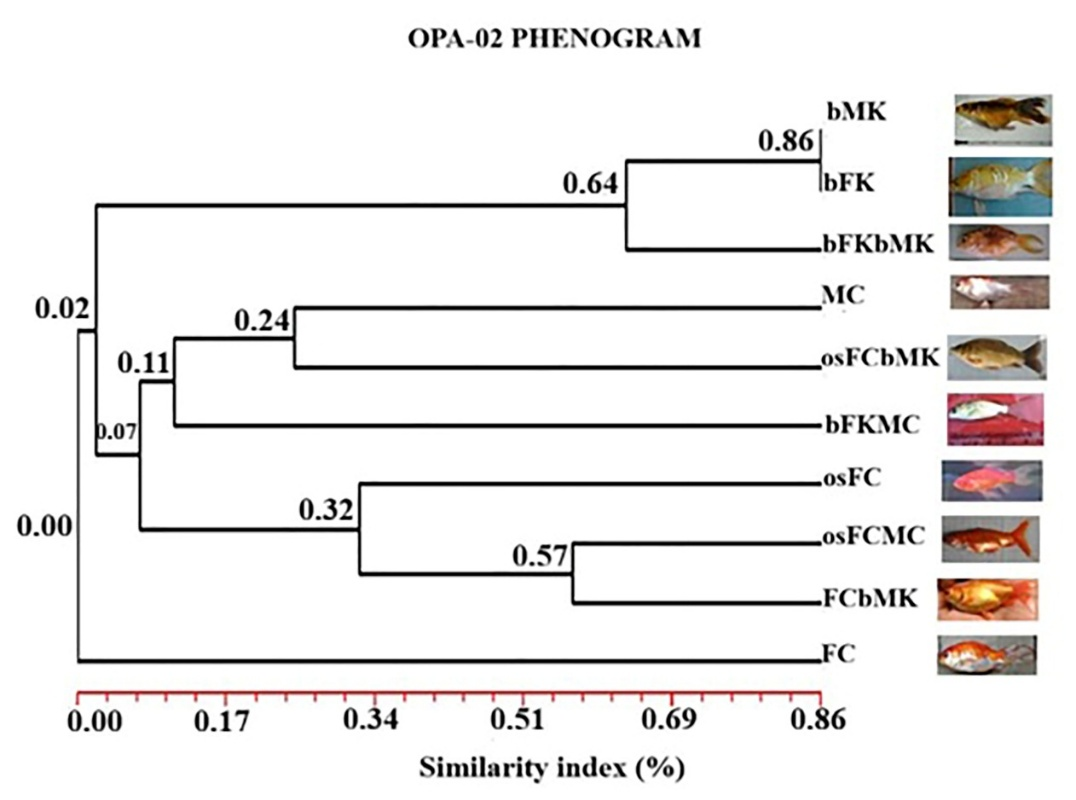 OPA-02 PHENOGRAM
bMK
0.86
bFK
0.64
bFKbMK
MC
0.02
0.24
osFCbMK
0.11
bFKMC
0.07
osFC
0.32
0.00
osFCMC
0.57
FCbMK
FC
0.00 0.17 0.34 0.51 0.69 0.86
Similarity index (%)